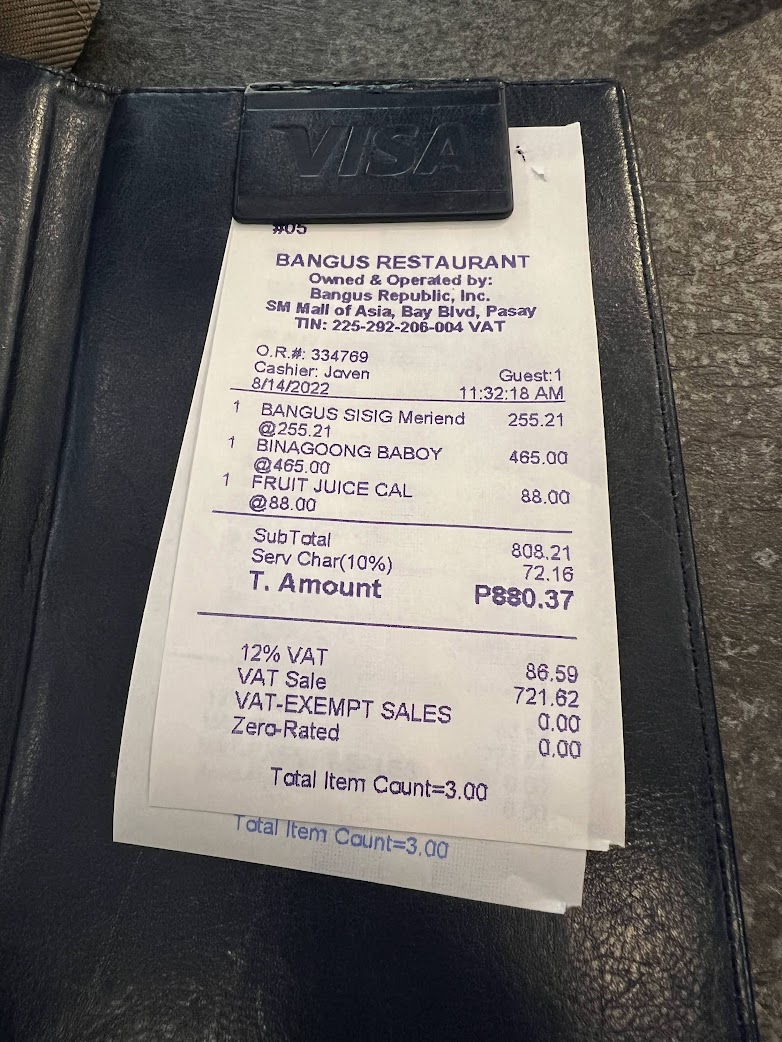 VISA
#05
BANGUS RESTAURANT
Owned & Operated by:
Bangus Republic, Inc.
SM Mall of Asia, Bay Blvd, Pasay
TIN: 225-292-206-004 VAT
O.R.#: 334769
Cashier: Javen Guest:1
8/14/2022 11:32:18 AM
1 BANGUS SISIG Meriend 255.21
@255.21
1 BINAGOONG BABOY 465.00
@465.00
1 FRUIT JUICE CAL 88.00
@88.00
SubTotal 808.21
Serv Char(10%) 72.16
T. Amount P880.37
12% VAT 86.59
VAT Sale 721.62
VAT-EXEMPT SALES 0.00
Zero-Rated 0.00
Total Item Count=3.00
Total Item Count=3.00